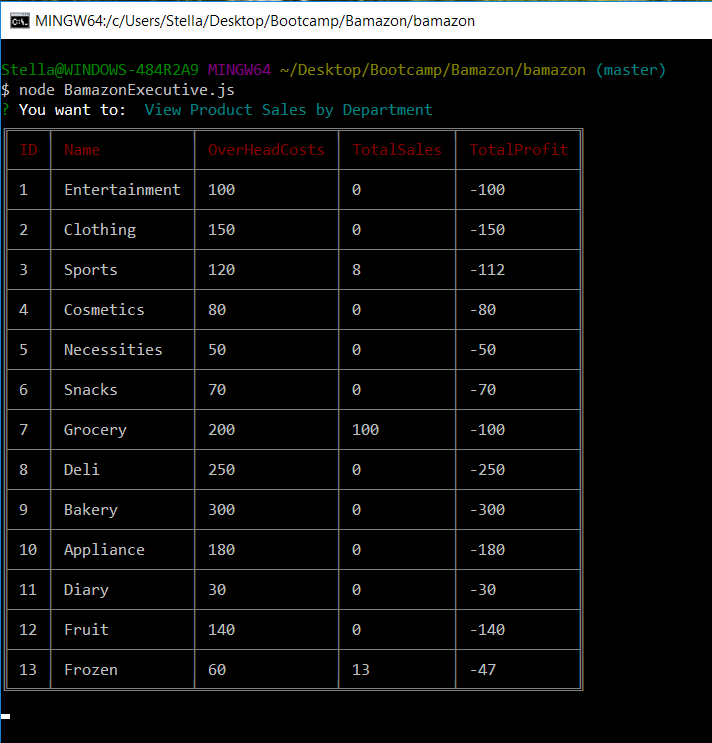 MINGW64:/c/Users/Stella/Desktop/Bootcamp/Bamazon/bamazon
Stella@WINDOWS-484R2A9 MINGW64 ~/Desktop/Bootcamp/Bamazon/bamazon (master)
$ node BamazonExecutive.js
? You want to: View Product Sales by Department
ID Name OverHeadCosts TotalSales TotalProfit
1 Entertainment 100 0 -100
2 Clothing 150 0 -150
3 Sports 120 8 -112
4 Cosmetics 80 0 -80
5 Necessities 50 0 -50
6 Snacks 70 0 -70
7 Grocery 200 100 -100
8 Deli 250 0 -250
9 Bakery 300 0 -300
10 Appliance 180 0 -180
11 Diary 30 0 -30
12 Fruit 140 0 -140
13 Frozen 60 13 -47